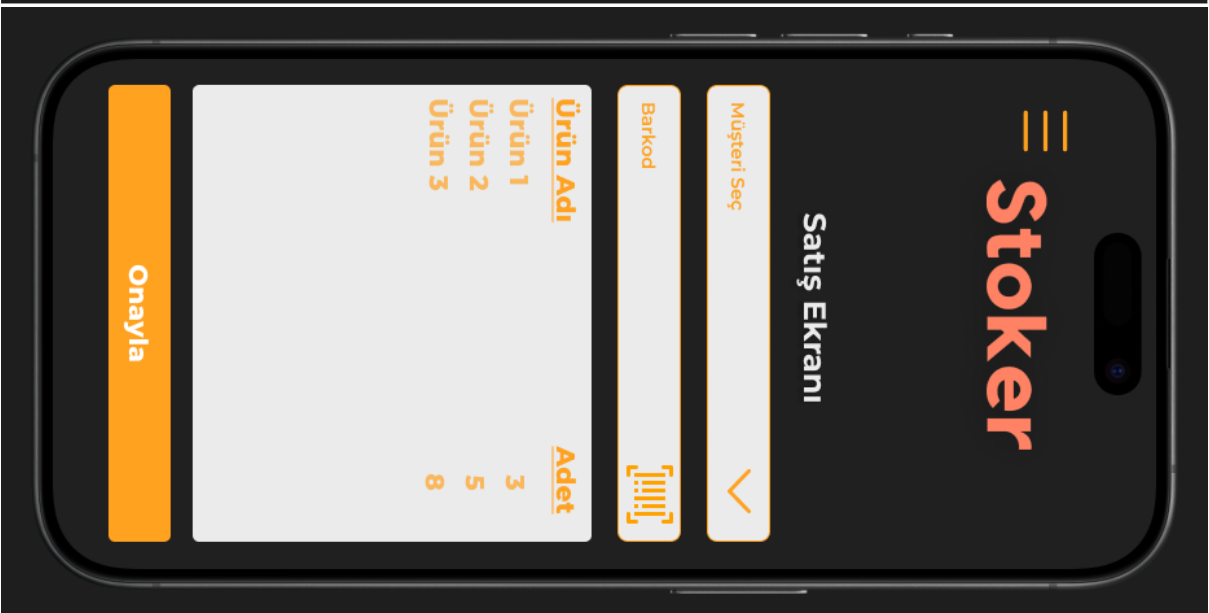 Stoker
Satış Ekranı
Müşteri Seç
Barkod
Ürün Adı Adet
Ürün 1 3
Ürün 2 5
Ürün 3 8
Onayla